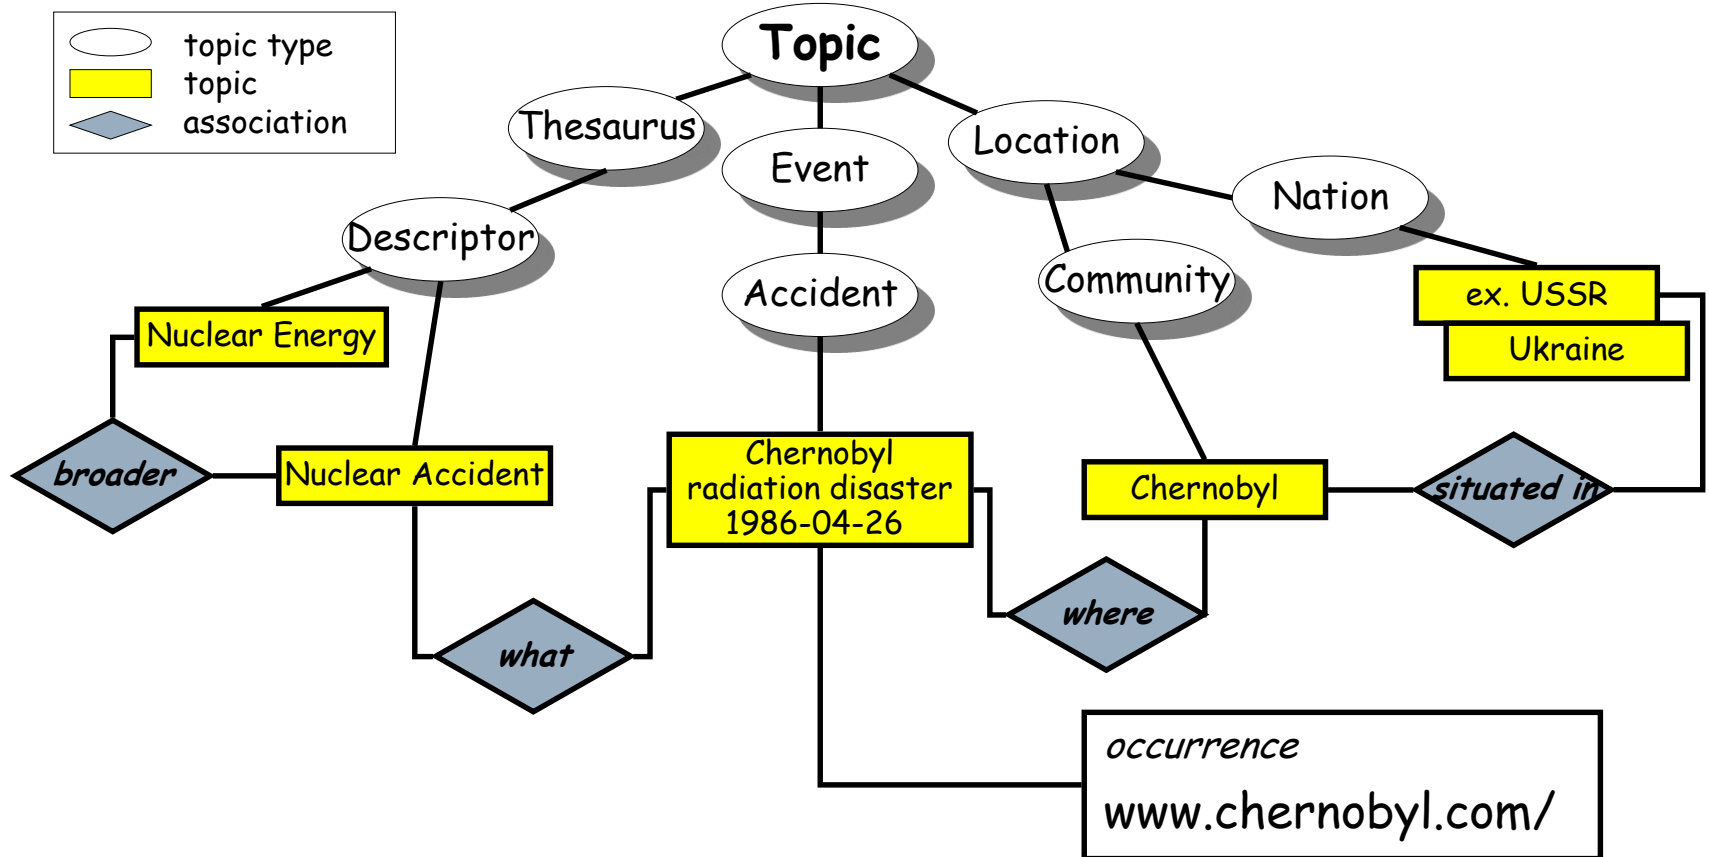 topic type
topic
association
Topic
Thesaurus
Event
Location
Nation
Descriptor
Accident
Community
ex. USSR
Ukraine
Nuclear Energy
broader
Nuclear Accident
Chernobyl
radiation disaster
1986-04-26
Chernobyl
situated in
what
where
occurrence
www.chernobyl.com/